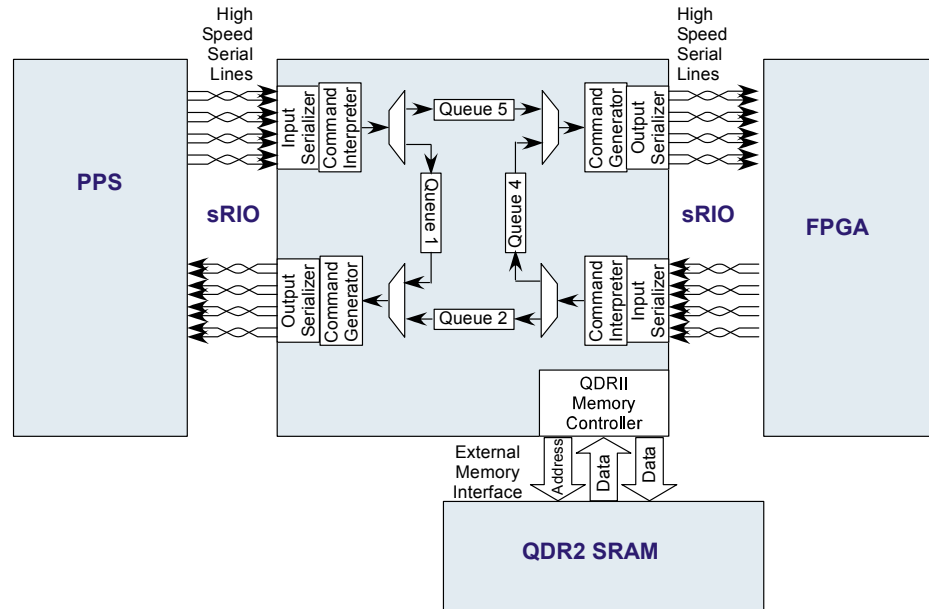 High
Speed
Serial
Lines
High
Speed
Serial
Lines
PPS
sRIO
Input
Serializer
Command
Interpreter
Queue 5
Command
Generator
Output
Serializer
Queue 1
Queue 4
sRIO
FPGA
Output
Serializer
Command
Generator
Queue 2
Command
Interpreter
Input
Serializer
QDRII
Memory
Controller
External
Memory
Interface
Address
Data
Data
QDR2 SRAM